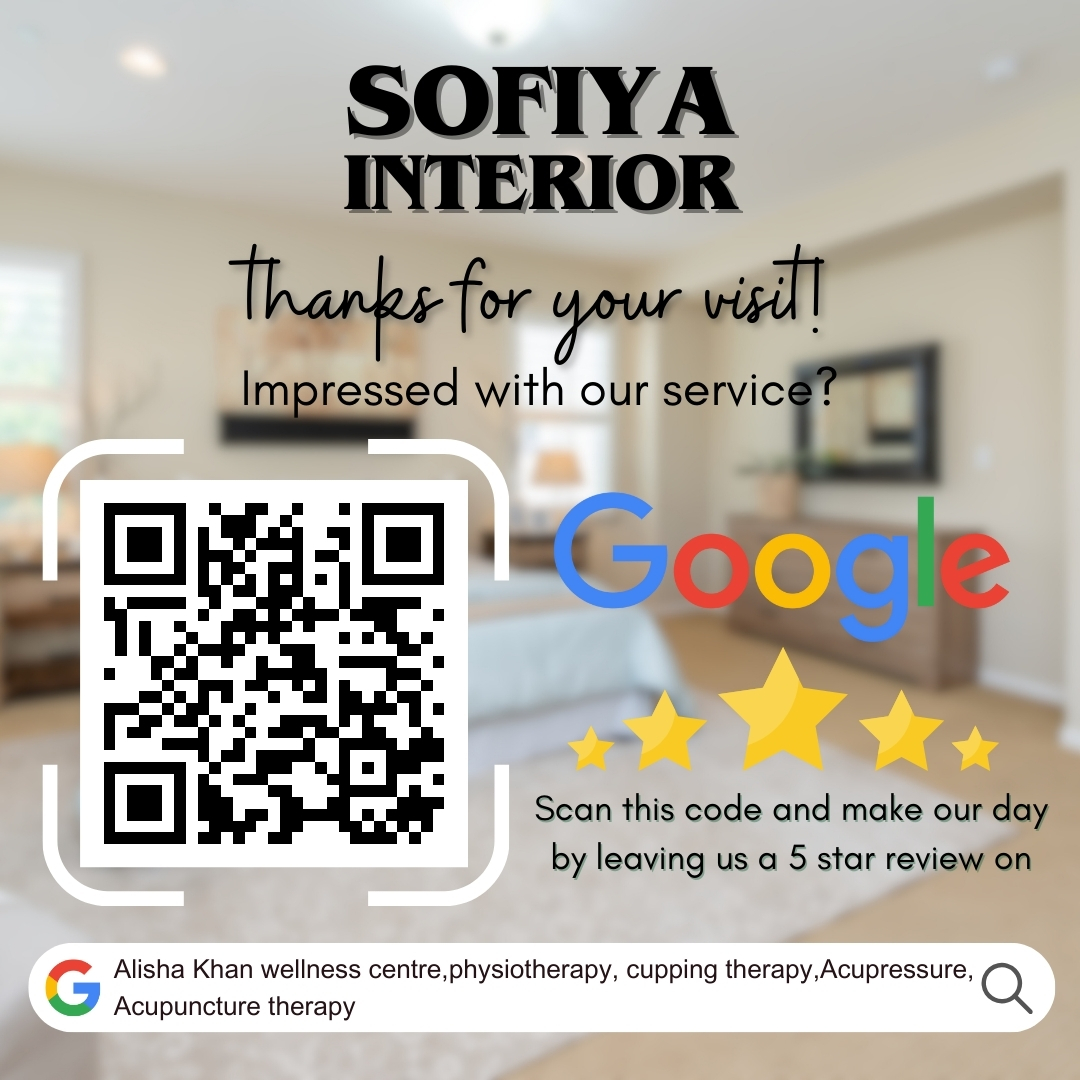 SOFIYA
INTERIOR
Thanks for your visit!
Impressed with our service?
Google
Scan this code and make our day
by leaving us a 5 star review on
G
Alisha Khan wellness centre,physiotherapy, cupping therapy,Acupressure,
Acupuncture therapy